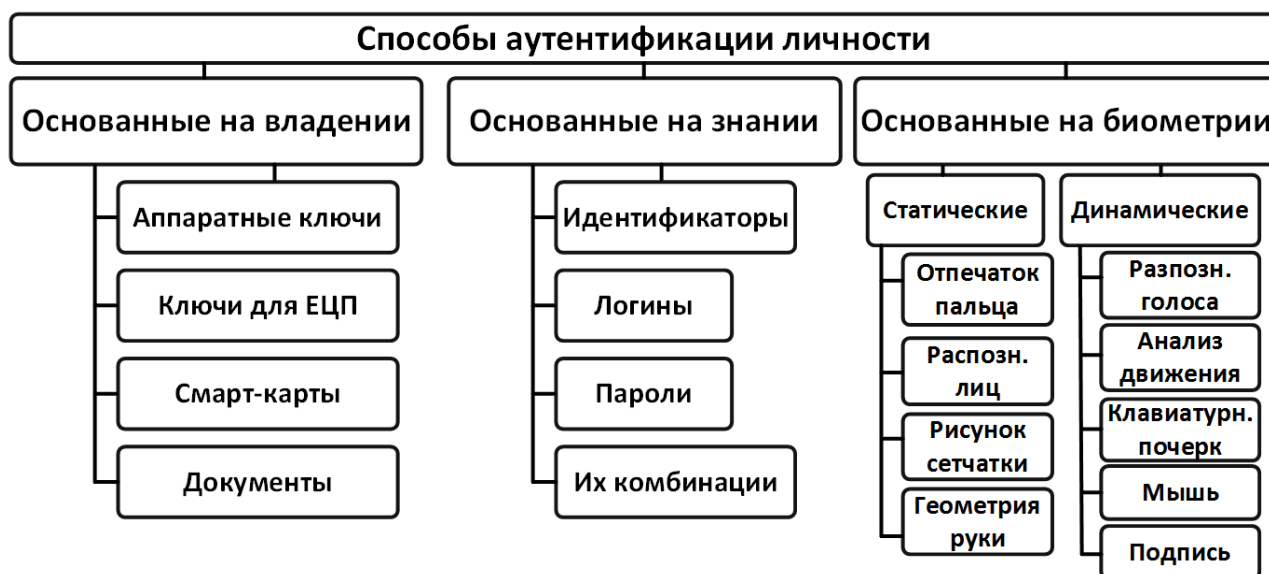 Способы аутентификации личности
Основанные на владении
Аппаратные ключи
Ключи для ЕЦП
Смарт-карты
Документы
Основанные на знании
Идентификаторы
Логины
Пароли
Их комбинации
Основанные на биометрии
Статические
Отпечаток
пальца
Распозн.
лиц
Рисунок
сетчатки
Геометрия
руки
Динамические
Разпозн.
голоса
Анализ
движения
Клавиатурн.
почерк
Мышь
Подпись